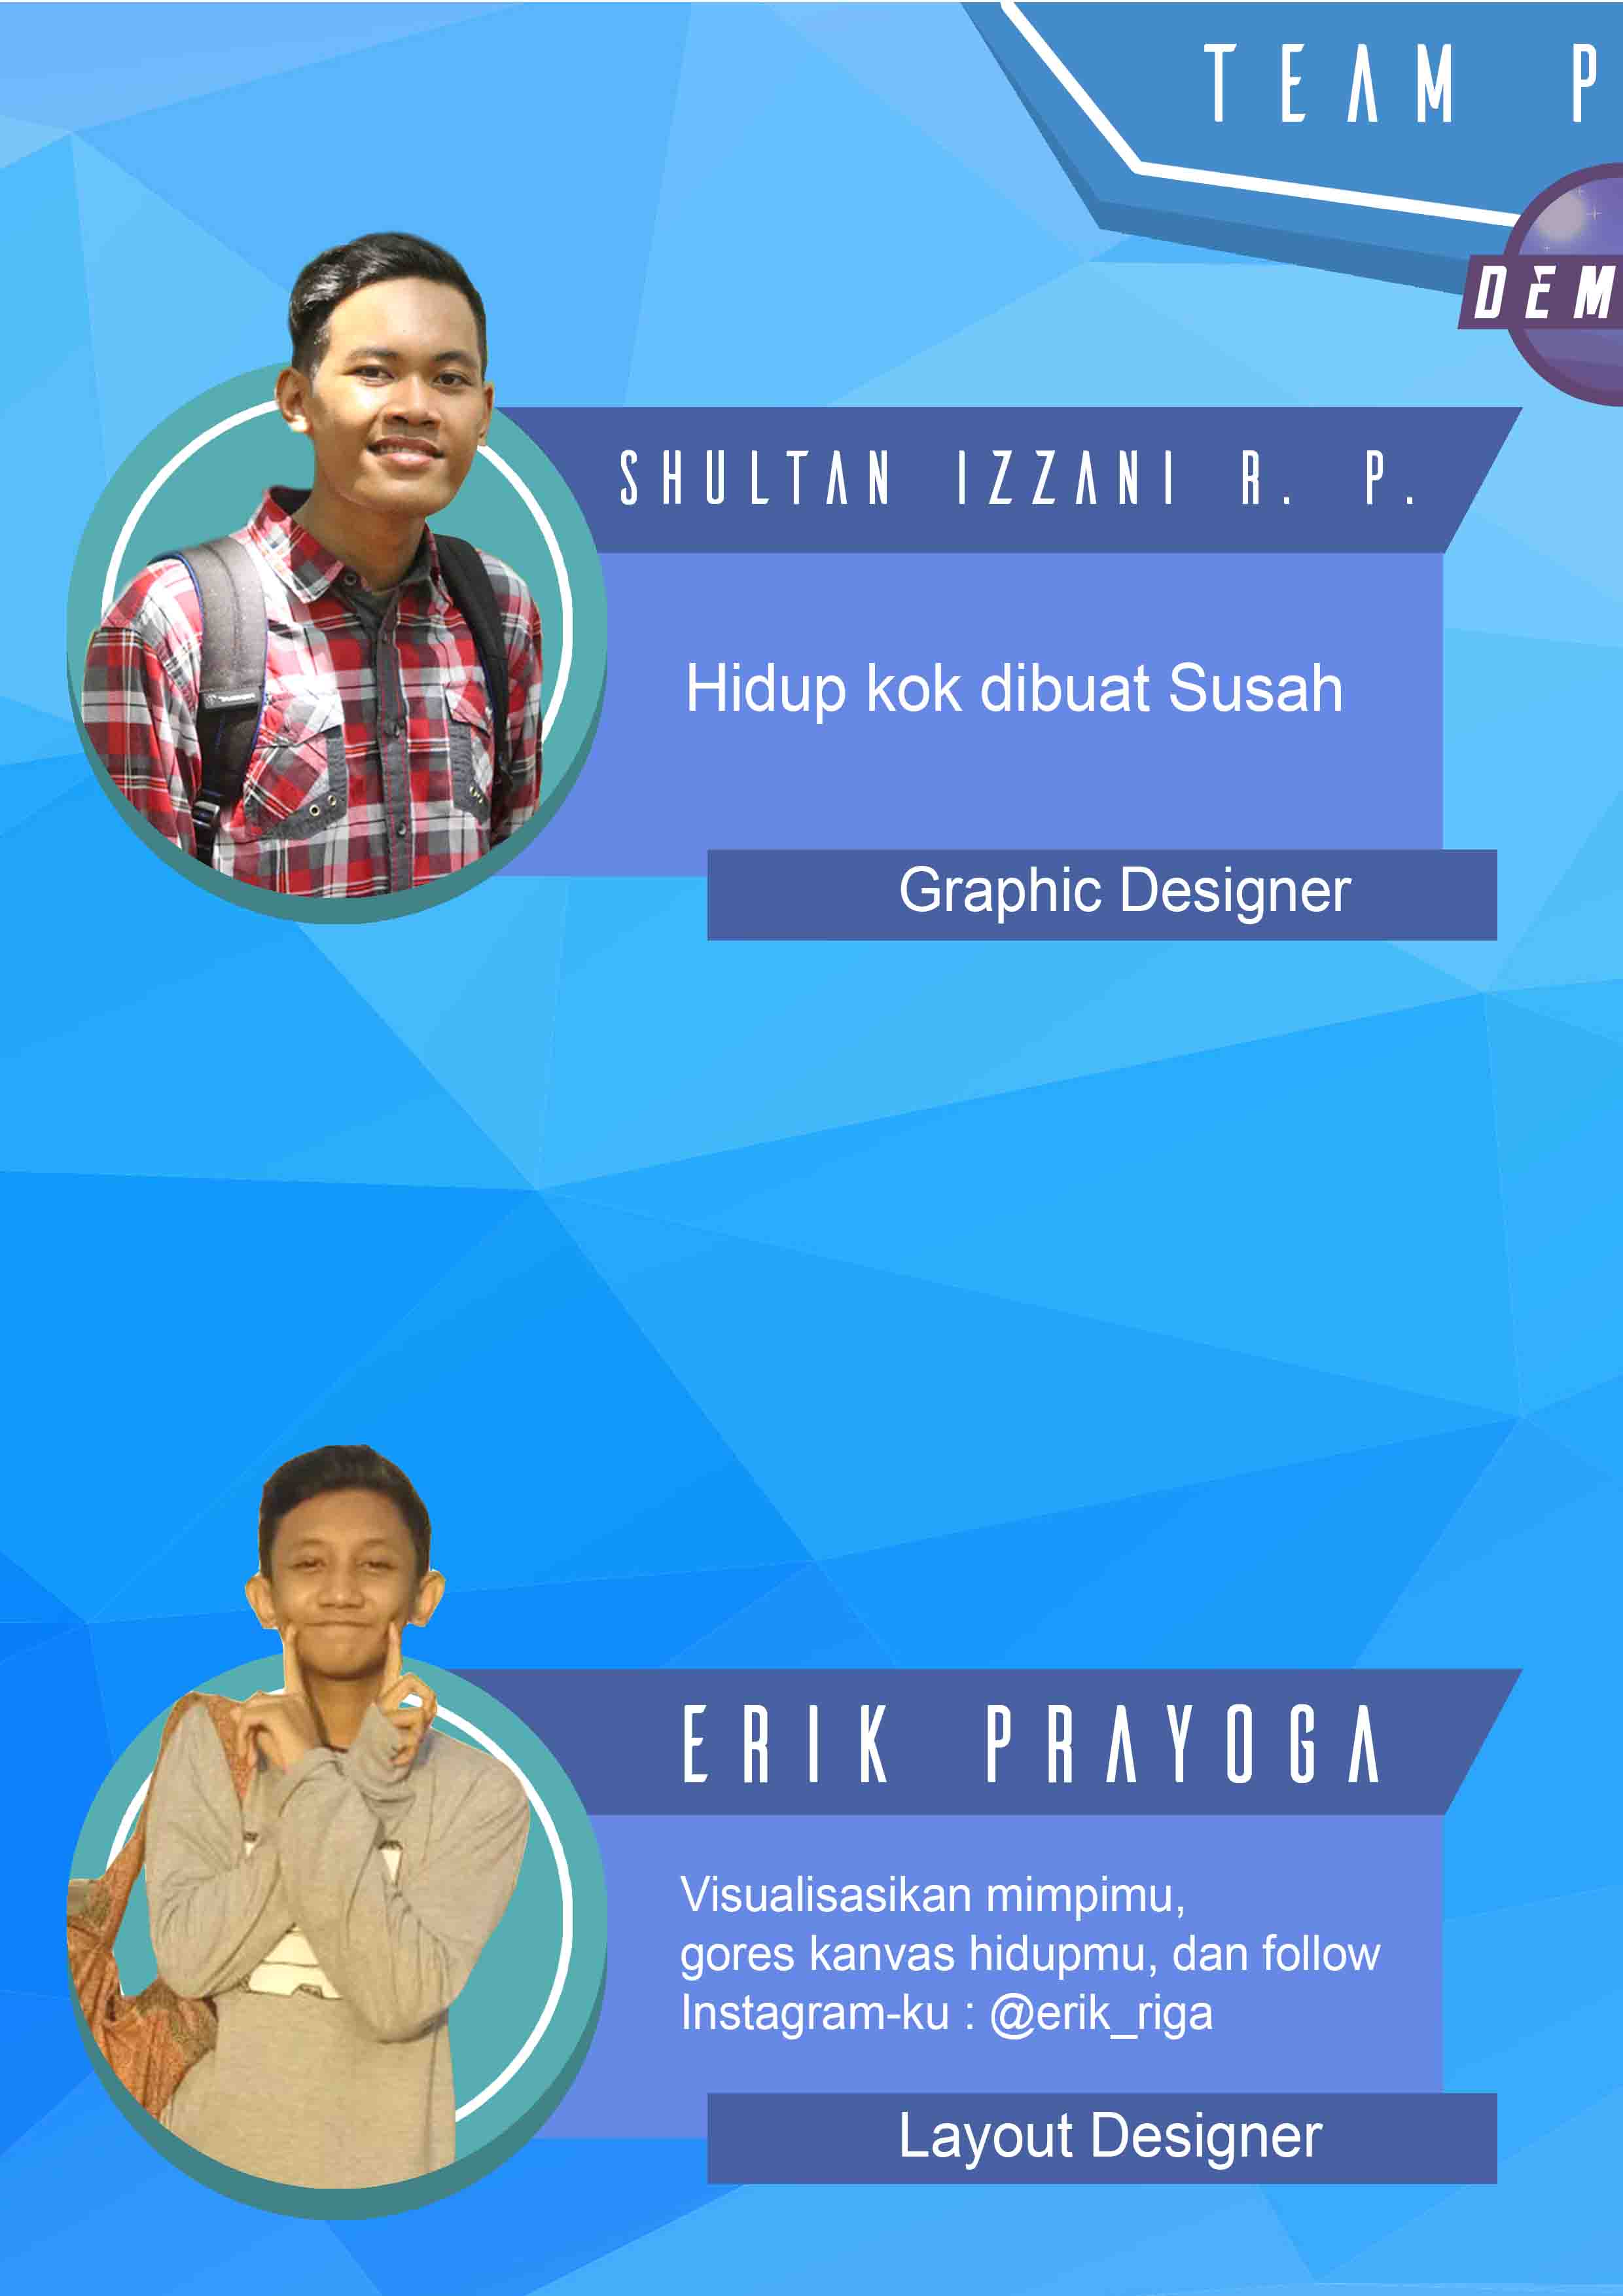 TEAM P
DEM
SHULTAN IZZANI R. P.
Hidup kok dibuat Susah
Graphic Designer
ERIK PRAYOGA
Visualisasikan mimpimu,
gores kanvas hidupmu, dan follow
Instagram-ku : @erik_riga
Layout Designer